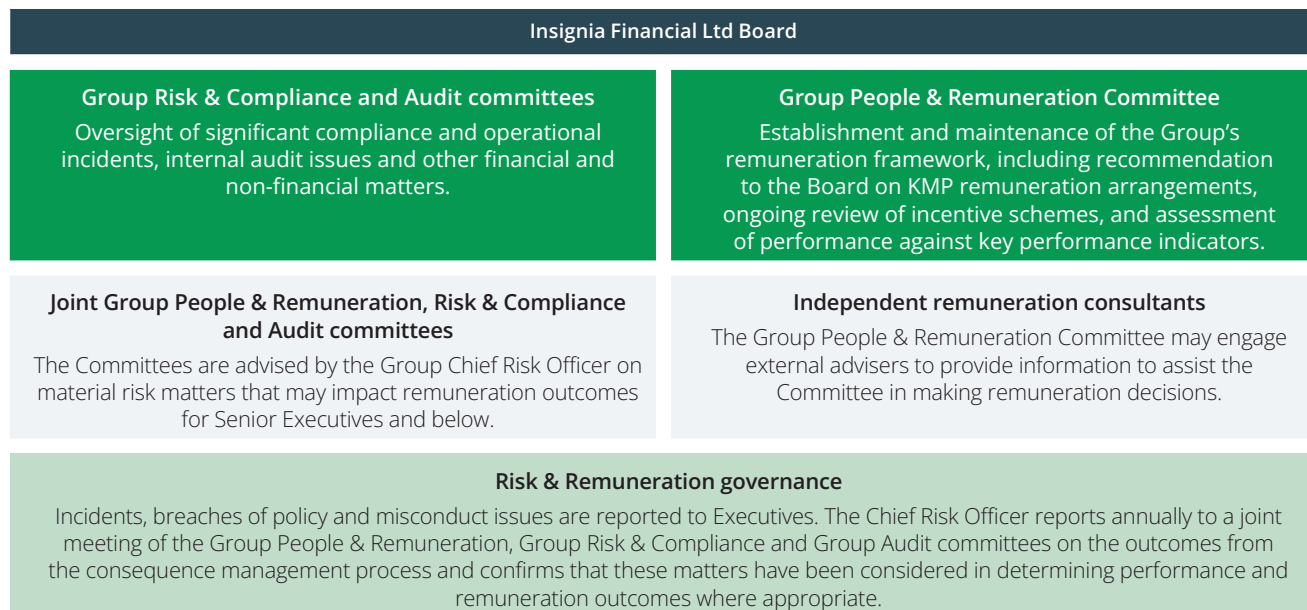 Insignia Financial Ltd Board
Group Risk & Compliance and Audit committees
Oversight of significant compliance and operational
incidents, internal audit issues and other financial and
non-financial matters.
Group People & Remuneration Committee
Establishment and maintenance of the Group’s
remuneration framework, including recommendation
to the Board on KMP remuneration arrangements,
ongoing review of incentive schemes, and assessment
of performance against key performance indicators.
Joint Group People & Remuneration, Risk & Compliance
and Audit committees
The Committees are advised by the Group Chief Risk Officer on
material risk matters that may impact remuneration outcomes
for Senior Executives and below.
Independent remuneration consultants
The Group People & Remuneration Committee may engage
external advisers to provide information to assist the
Committee in making remuneration decisions.
Risk & Remuneration governance
Incidents, breaches of policy and misconduct issues are reported to Executives. The Chief Risk Officer reports annually to a joint
meeting of the Group People & Remuneration, Group Risk & Compliance and Group Audit committees on the outcomes from
the consequence management process and confirms that these matters have been considered in determining performance and
remuneration outcomes where appropriate.